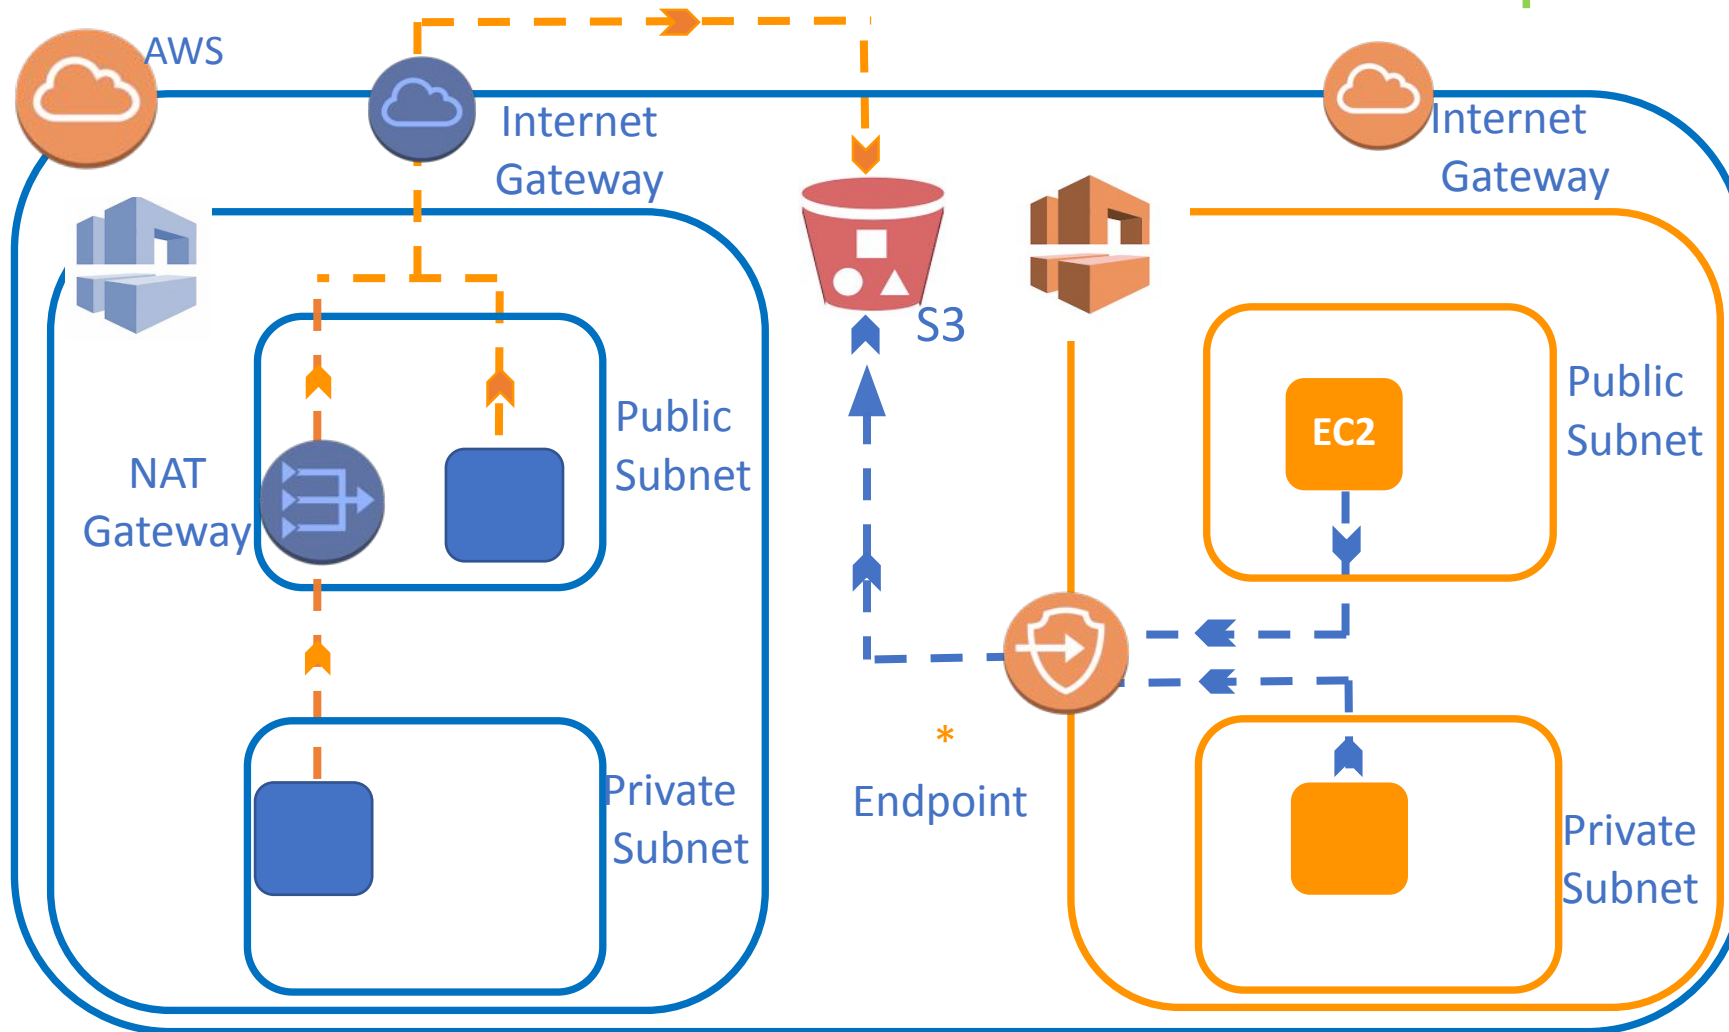 AWS
Internet
Gateway
Internet
Gateway
S3
Public
Subnet
NAT
Gateway
Public
Subnet
EC2
*
Endpoint
Private
Subnet
Private
Subnet